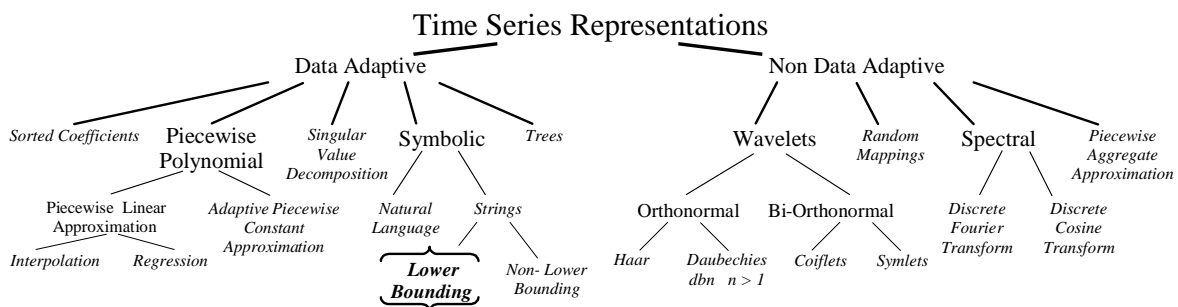 Time Series Representations
Data Adaptive
Non Data Adaptive
Sorted Coefficients
Piecewise
Polynomial
Singular
Value
Decomposition
Symbolic
Trees
Wavelets
Random
Mappings
Spectral
Piecewise
Aggregate
Approximation
Piecewise Linear
Approximation
Adaptive Piecewise
Constant
Approximation
Natural
Language
Strings
Orthonormal
Bi-Orthonormal
Discrete
Fourier
Transform
Discrete
Cosine
Transform
Interpolation
Regression
Lower
Bounding
Non- Lower
Bounding
Haar
Daubechies
dbn n > 1
Coiflets
Symlets